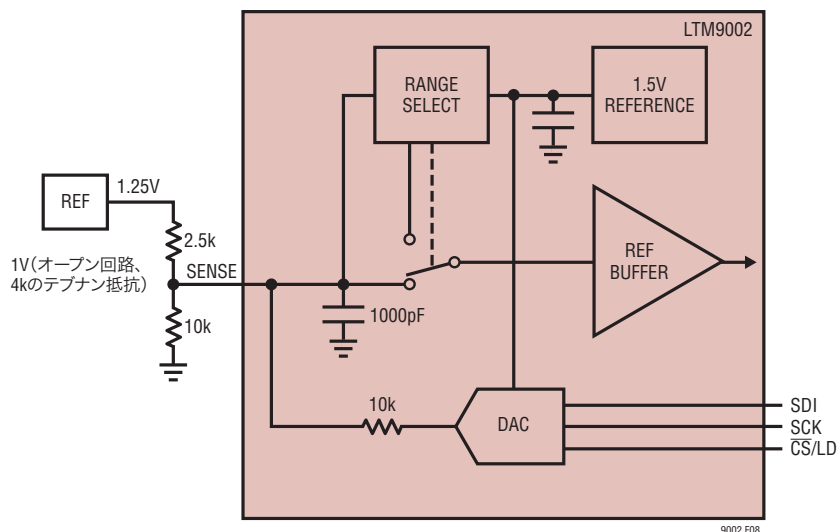 LTM9002
RANGE
SELECT
1.5V
REFERENCE
REF
1.25V
2.5k
1V(オープン回路、
4kのテブナン抵抗)
SENSE
10k
1000pF
REF
BUFFER
10k
DAC
SDI
SCK
CS/LD
9002 F08